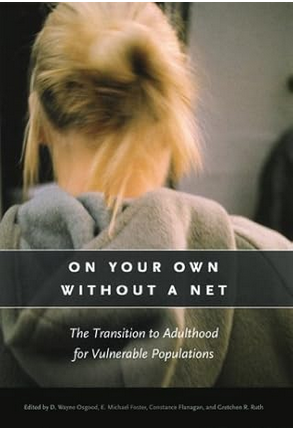 ON YOUR OWN
WITHOUT A NET
The Transition to Adulthood
for Vulnerable Populations
Edited by D. Wayne Osgood, E. Michael Foster, Constance Flanagan, and Gretchen R. Ruth